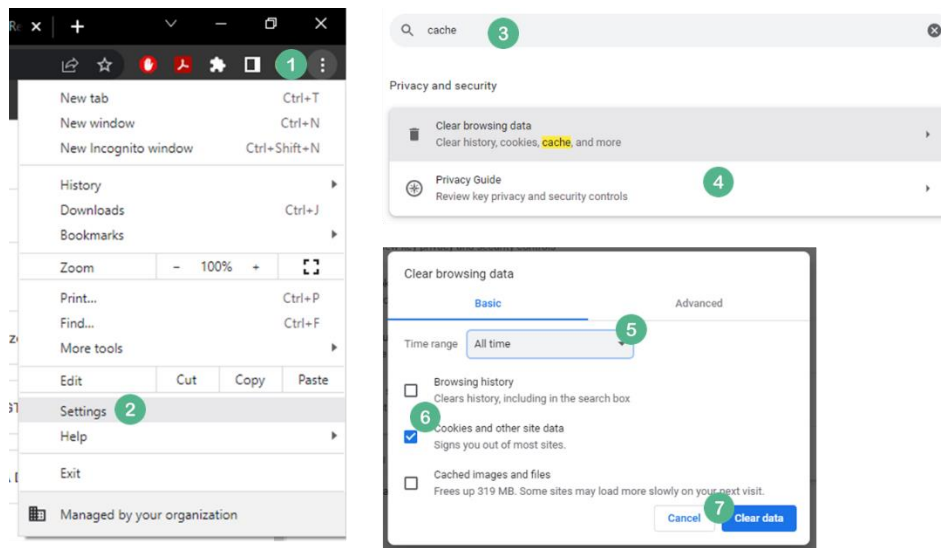 1
New tab Ctrl+T
New window Ctrl+N
New Incognito window Ctrl+Shift+N
History
Downloads Ctrl+J
Bookmarks
Zoom - 100% +
Print... Ctrl+P
Find... Ctrl+F
More tools
Edit Cut Copy Paste
Settings 2
Help
Exit
Managed by your organization
cache 3
Privacy and security
Clear browsing data
Clear history, cookies, cache, and more
Privacy Guide
Review key privacy and security controls
4
Clear browsing data
Basic Advanced
5
Time range All time
Browsing history
Clears history, including in the search box
6
Cookies and other site data
Signs you out of most sites.
Cached images and files
Frees up 319 MB. Some sites may load more slowly on your next visit.
7
Cancel Clear data